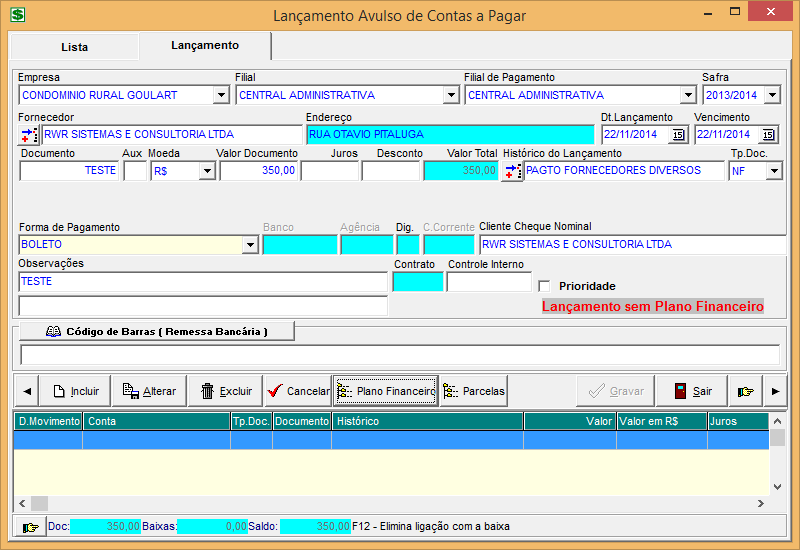 Lançamento Avulso de Contas a Pagar
Lista Lançamento
Empresa Filial Filial de Pagamento Safra
CONDOMINIO RURAL GOULART CENTRAL ADMINISTRATIVA CENTRAL ADMINISTRATIVA 2013/2014
Fornecedor Endereço Dt.Lançamento Vencimento
RWR SISTEMAS E CONSULTORIA LTDA RUA OTAVIO PITALUGA 22/11/2014 15 22/11/2014 15
Documento Aux Moeda Valor Documento Juros Desconto Valor Total Histórico do Lançamento Tp.Doc.
TESTE R$ 350,00 350,00 PAGTO FORNECEDORES DIVERSOS NF
Forma de Pagamento Banco Agência Dig. C.Corrente Cliente Cheque Nominal
BOLETO RWR SISTEMAS E CONSULTORIA LTDA
Observações Contrato Controle Interno
TESTE Prioridade
Lançamento sem Plano Financeiro
Código de Barras ( Remessa Bancária )
Incluir Alterar Excluir Cancelar Plano Financeiro Parcelas Gravar Sair
D.Movimento Conta Tp.Doc. Documento Histórico Valor Valor em R$ Juros
Doc: 350,00 Baixas: 0,00 Saldo: 350,00 F12 - Elimina ligação com a baixa